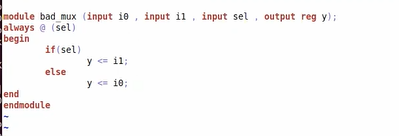 module bad_mux (input i0 , input i1 , input sel , output reg y);
always @ (sel)
begin
if(sel)
y <= i1;
else
y <= i0;
end
endmodule
~
~